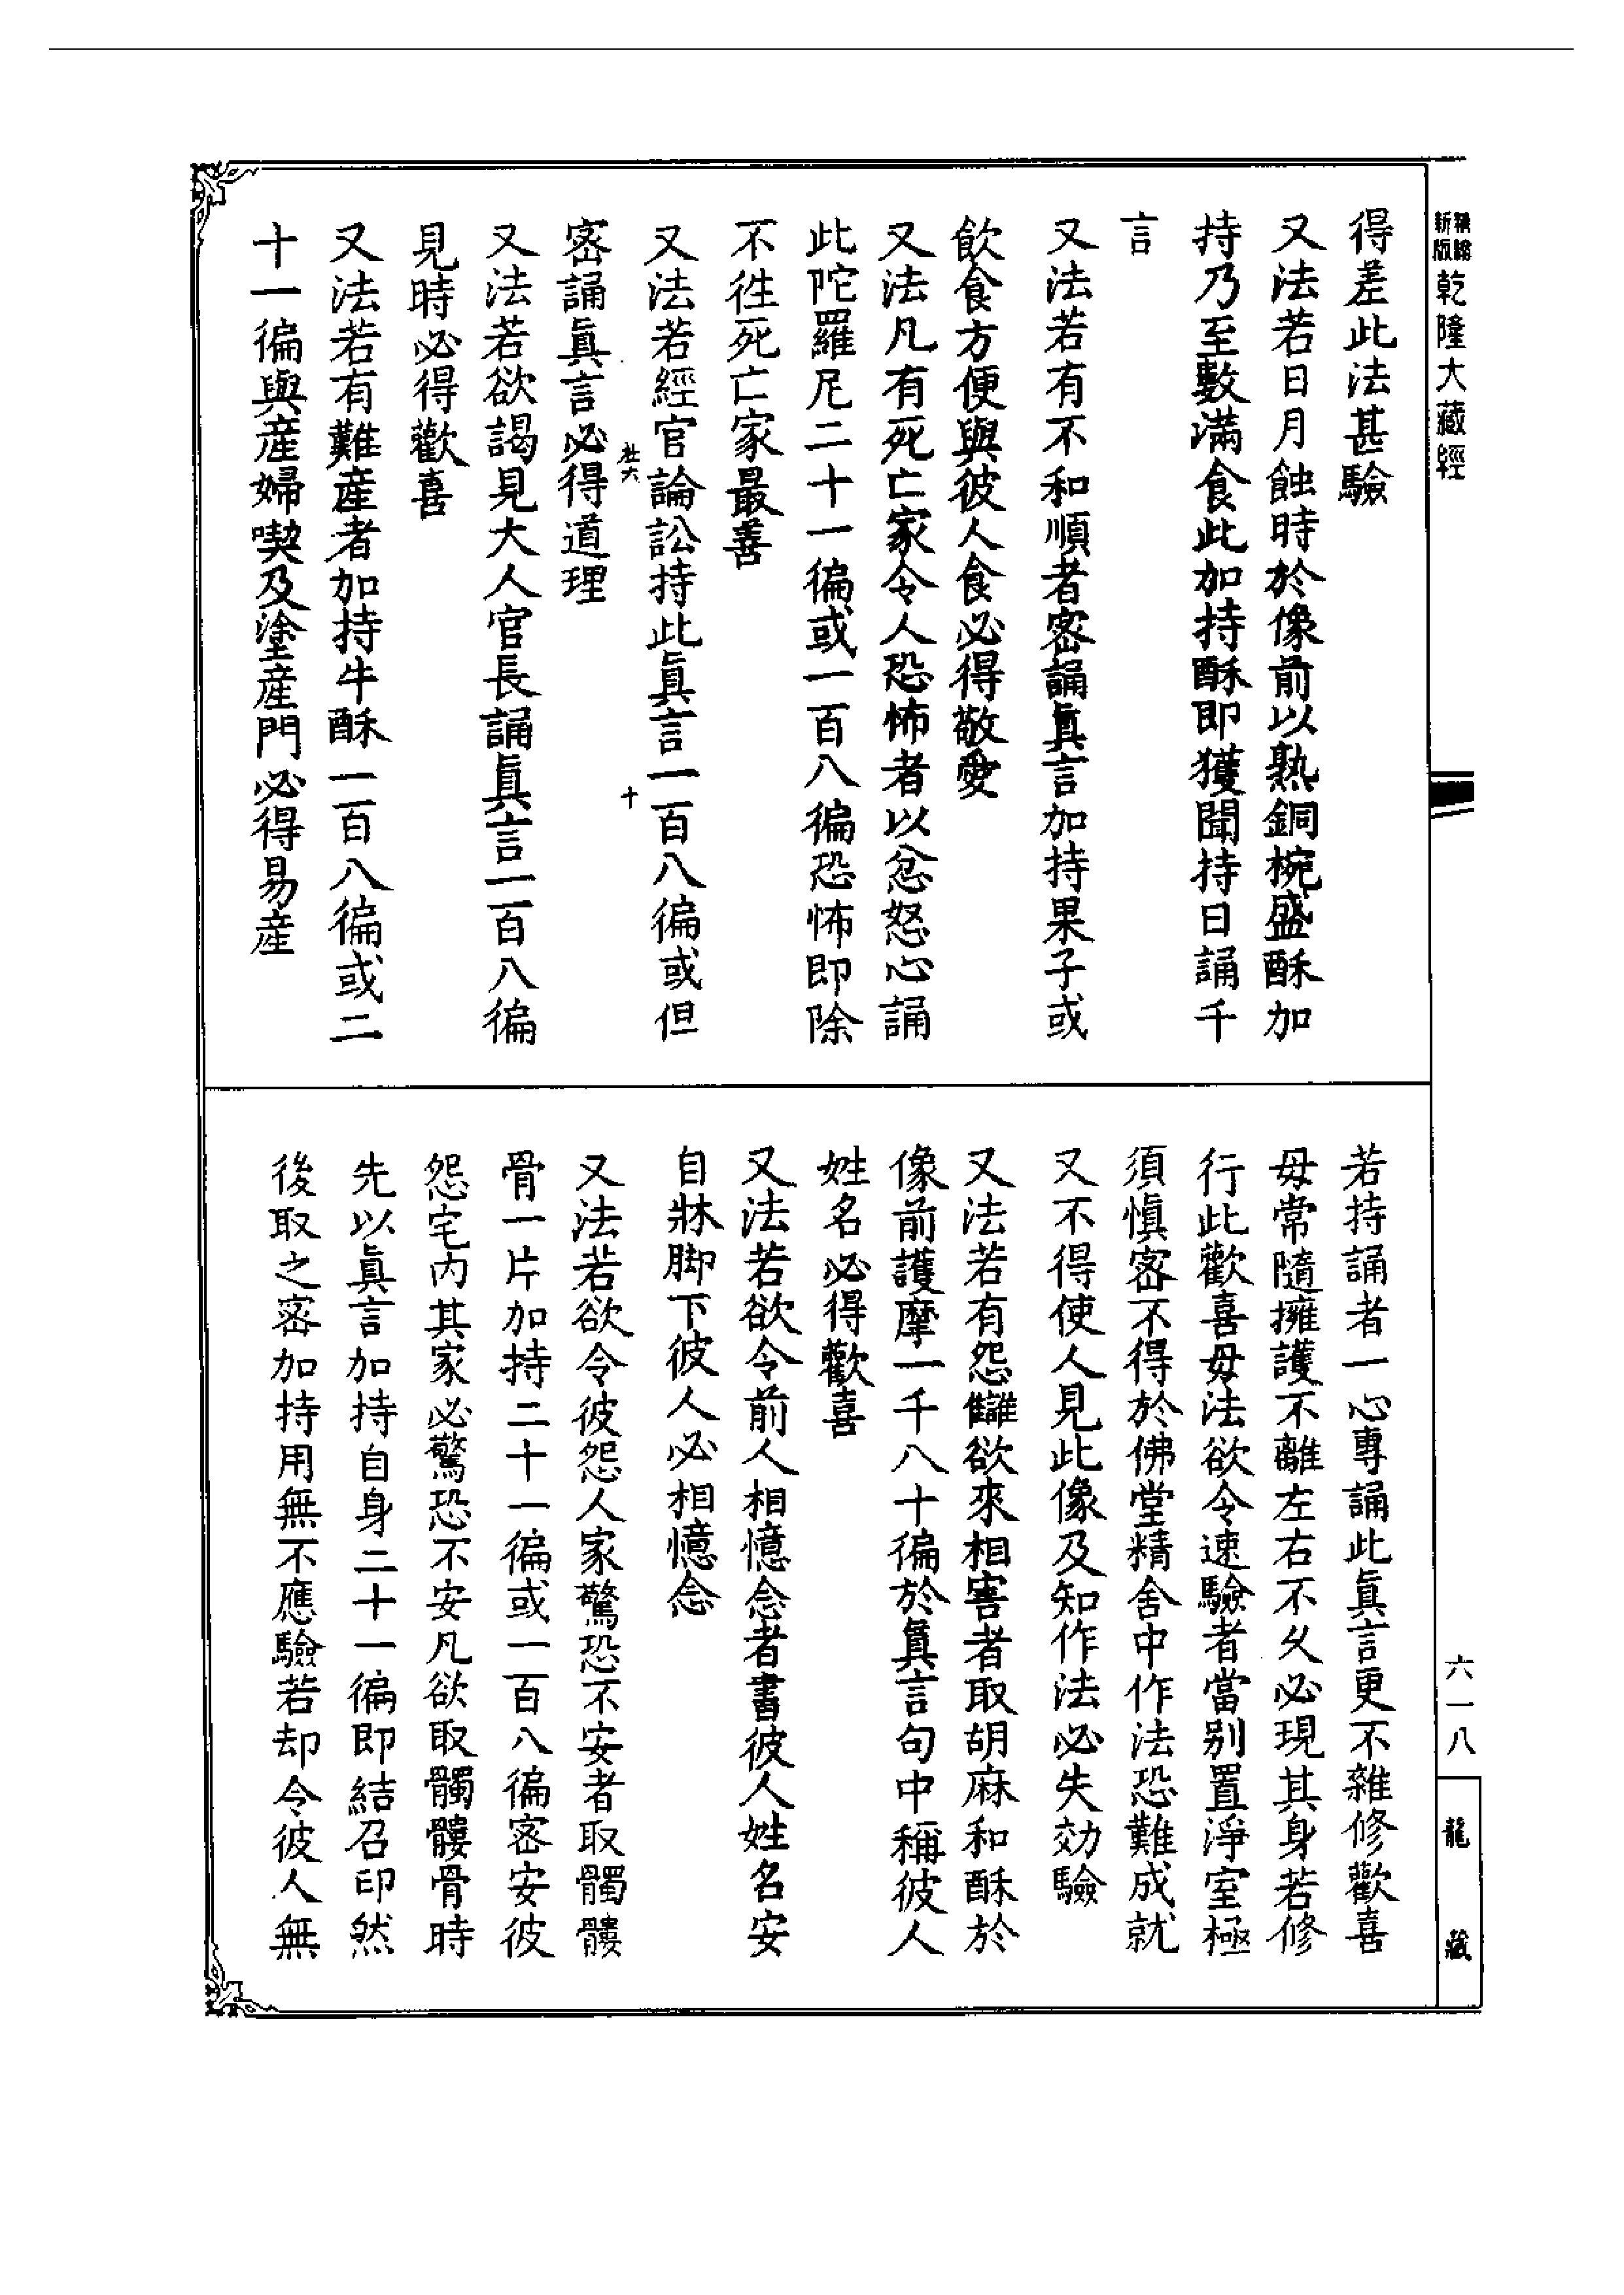 新版精縮乾隆大藏經
得差此法甚驗
又法若日月蝕時於像前以熟銅椀盛酥加
持乃至數滿食此加持酥即獲聞持日誦千
言
又法若有不和順者密誦眞言加持果子或
飲食方便與彼人食必得敬愛
又法凡有死亡家令人恐怖者以忿怒心誦
此陀羅尼二十一徧或一百八徧恐怖即除
不徃死亡家最善
又法若經官論訟持此眞言一百八徧或但
十
密誦眞言必得道理
又法若欲謁見大人官長誦眞言一百八徧
見時必得歡喜
又法若有難產者加持牛酥一百八徧或二
十一徧與產婦喫及塗產門必得易產
若持誦者一心專誦此眞言更不雜修歡喜
母常隨擁護不離左右不久必現其身若修
行此歡喜母法欲令速驗者當別置淨室極
須慎密不得於佛堂精舍中作法恐難成就
又不得使人見此像及知作法必失効驗
又法若有怨讎欲來相害者取胡麻和酥於
像前護摩一千八十徧於眞言句中稱彼人
姓名必得歡喜
又法若欲令前人相憶念者書彼人姓名安
自牀脚下彼人必相憶念
又法若欲令彼怨人家驚恐不安者取髑髏
骨一片加持二十一徧或一百八徧密安彼
怨宅內其家必驚恐不安凡欲取髑髏骨時
先以眞言加持自身二十一徧即結召印然
後取之密加持用無不應驗若却令彼人無
六一八
龍藏